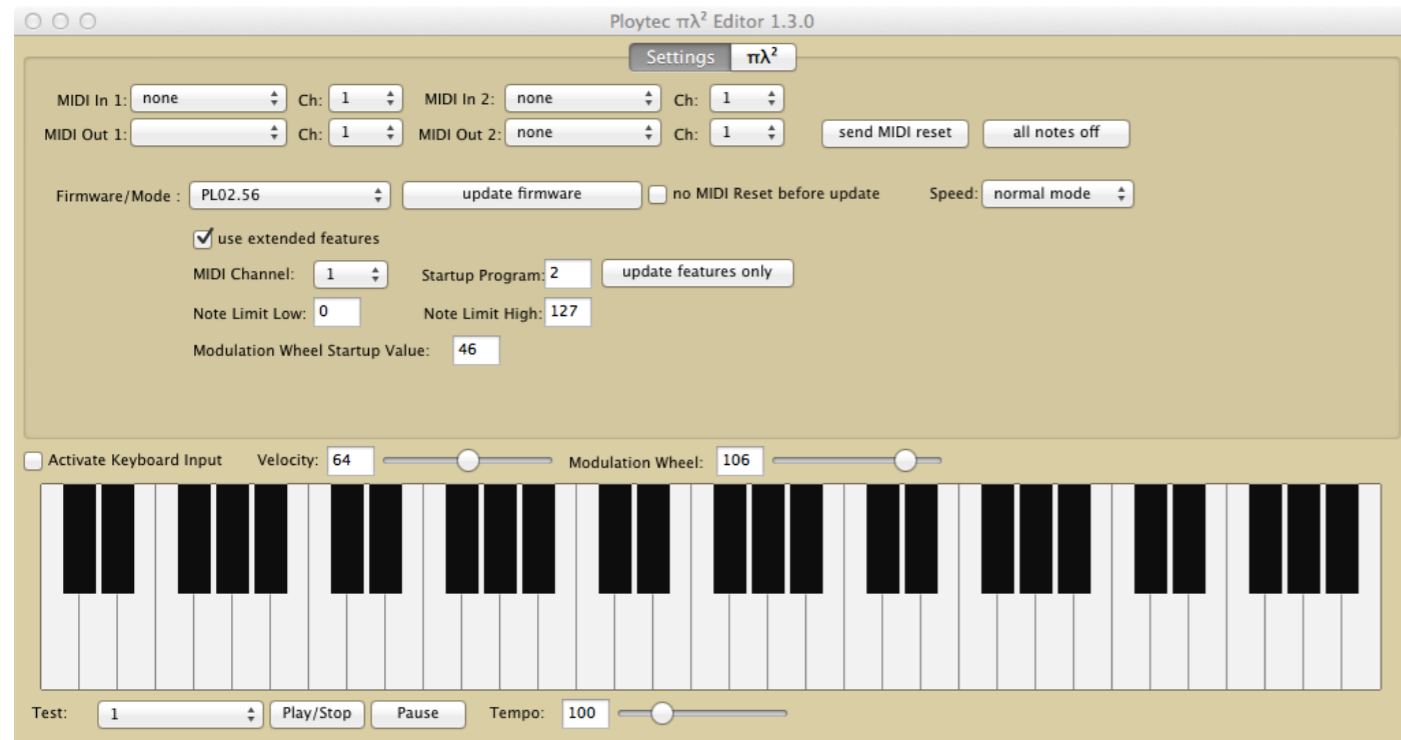 Ploytec πλ² Editor 1.3.0
Settings πλ²
MIDI In 1: none Ch: 1 MIDI In 2: none Ch: 1
MIDI Out 1: Ch: 1 MIDI Out 2: none Ch: 1 send MIDI reset all notes off
Firmware/Mode : PL02.56 update firmware no MIDI Reset before update Speed: normal mode
use extended features
MIDI Channel: 1 Startup Program: 2 update features only
Note Limit Low: 0 Note Limit High: 127
Modulation Wheel Startup Value: 46
Activate Keyboard Input Velocity: 64 Modulation Wheel: 106
Test: 1 Play/Stop Pause Tempo: 100